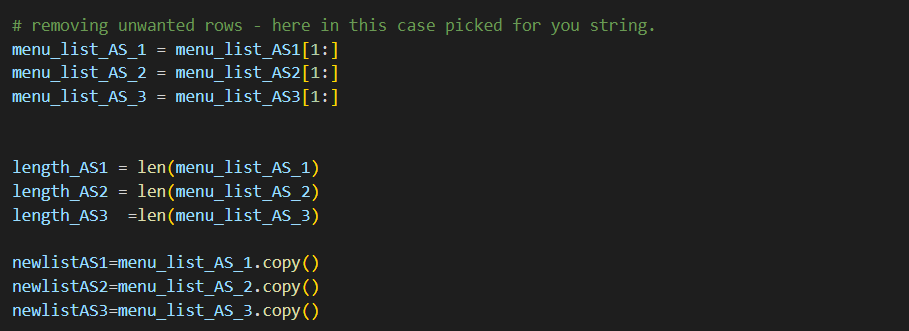 # removing unwanted rows - here in this case picked for you string.
menu_list_AS_1 = menu_list_AS1[1:]
menu_list_AS_2 = menu_list_AS2[1:]
menu_list_AS_3 = menu_list_AS3[1:]
length_AS1 = len(menu_list_AS_1)
length_AS2 = len(menu_list_AS_2)
length_AS3  =len(menu_list_AS_3)
newlistAS1=menu_list_AS_1.copy()
newlistAS2=menu_list_AS_2.copy()
newlistAS3=menu_list_AS_3.copy()